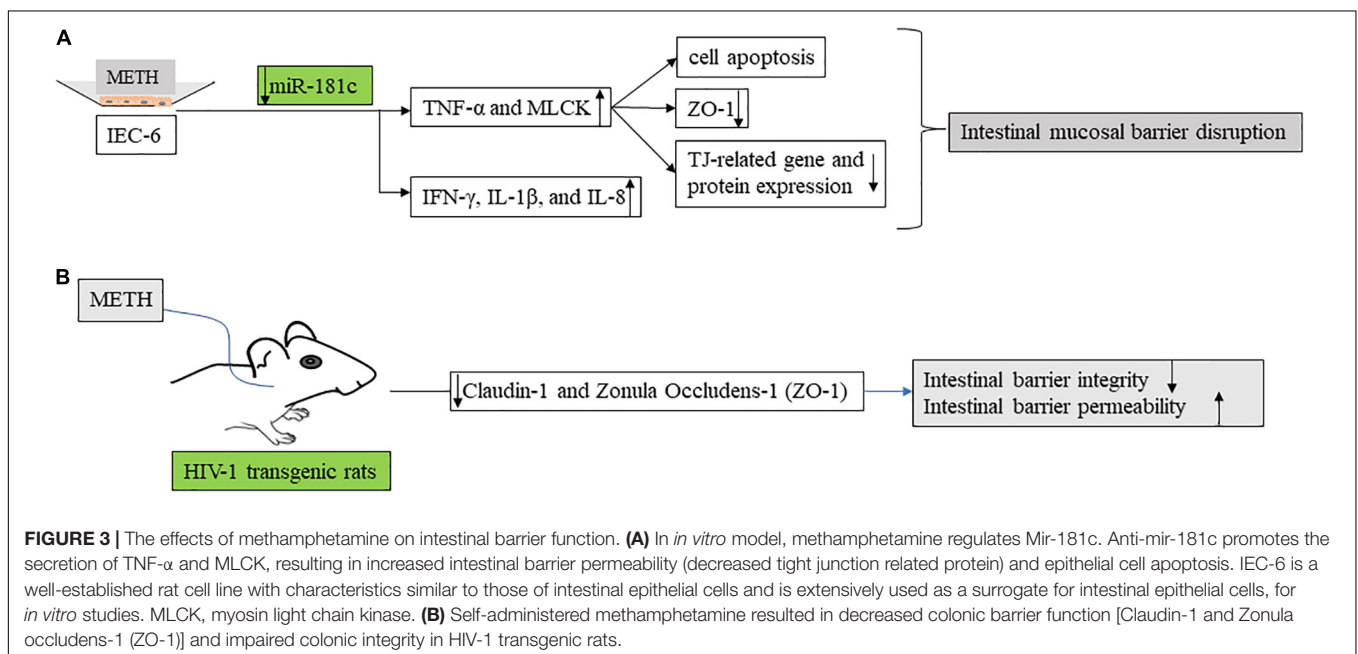 A
METH
IEC-6
miR-181c
TNF-α and MLCK
IFN-γ, IL-1β, and IL-8
cell apoptosis
ZO-1
TJ-related gene and
protein expression
Intestinal mucosal barrier disruption
B
METH
HIV-1 transgenic rats
Claudin-1 and Zonula Occludens-1 (ZO-1)
Intestinal barrier integrity
Intestinal barrier permeability
FIGURE 3 | The effects of methamphetamine on intestinal barrier function. (A) In in vitro model, methamphetamine regulates Mir-181c. Anti-mir-181c promotes the
secretion of TNF-α and MLCK, resulting in increased intestinal barrier permeability (decreased tight junction related protein) and epithelial cell apoptosis. IEC-6 is a
well-established rat cell line with characteristics similar to those of intestinal epithelial cells and is extensively used as a surrogate for intestinal epithelial cells, for
in vitro studies. MLCK, myosin light chain kinase. (B) Self-administered methamphetamine resulted in decreased colonic barrier function [Claudin-1 and Zonula
occludens-1 (ZO-1)] and impaired colonic integrity in HIV-1 transgenic rats.